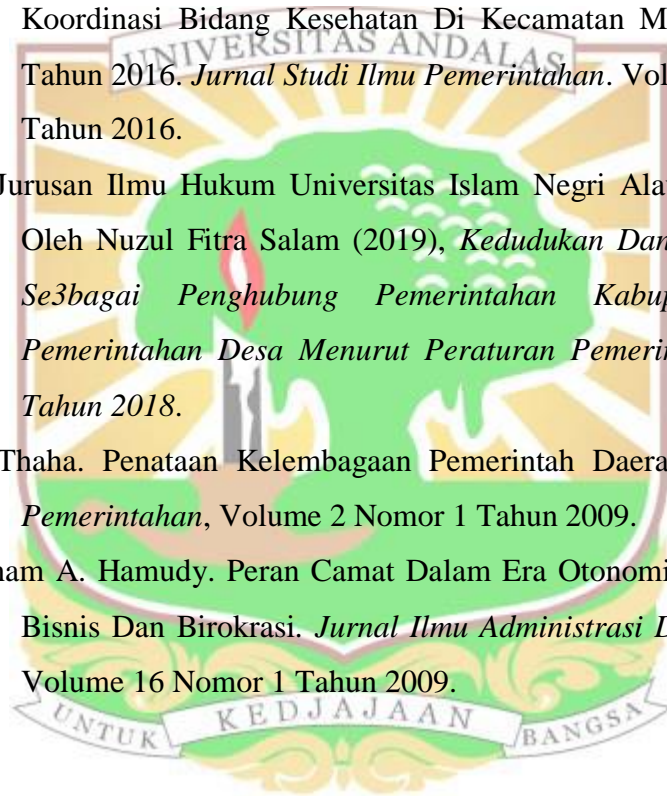 Koordinasi Bidang Kesehatan Di Kecamatan M
UNIVERSITAS ANDALAS
Tahun 2016. Jurnal Studi Ilmu Pemerintahan. Vol
Tahun 2016.
Jurusan Ilmu Hukum Universitas Islam Negri Ala
Oleh Nuzul Fitra Salam (2019), Kedudukan Dan
Se3bagai Penghubung Pemerintahan Kabu
Pemerintahan Desa Menurut Peraturan Pemeri
Tahun 2018.
Thaha. Penataan Kelembagaan Pemerintah Daera
Pemerintahan, Volume 2 Nomor 1 Tahun 2009.
nam A. Hamudy. Peran Camat Dalam Era Otonomi
Bisnis Dan Birokrasi. Jurnal Ilmu Administrasi D
Volume 16 Nomor 1 Tahun 2009.
UNTUK KEDJAJAAN BANGSA